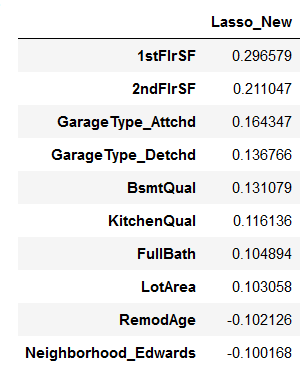 Lasso_New
1stFlrSF 0.296579
2ndFlrSF 0.211047
GarageType_Attchd 0.164347
GarageType_Detchd 0.136766
BsmtQual 0.131079
KitchenQual 0.116136
FullBath 0.104894
LotArea 0.103058
RemodAge -0.102126
Neighborhood_Edwards -0.100168